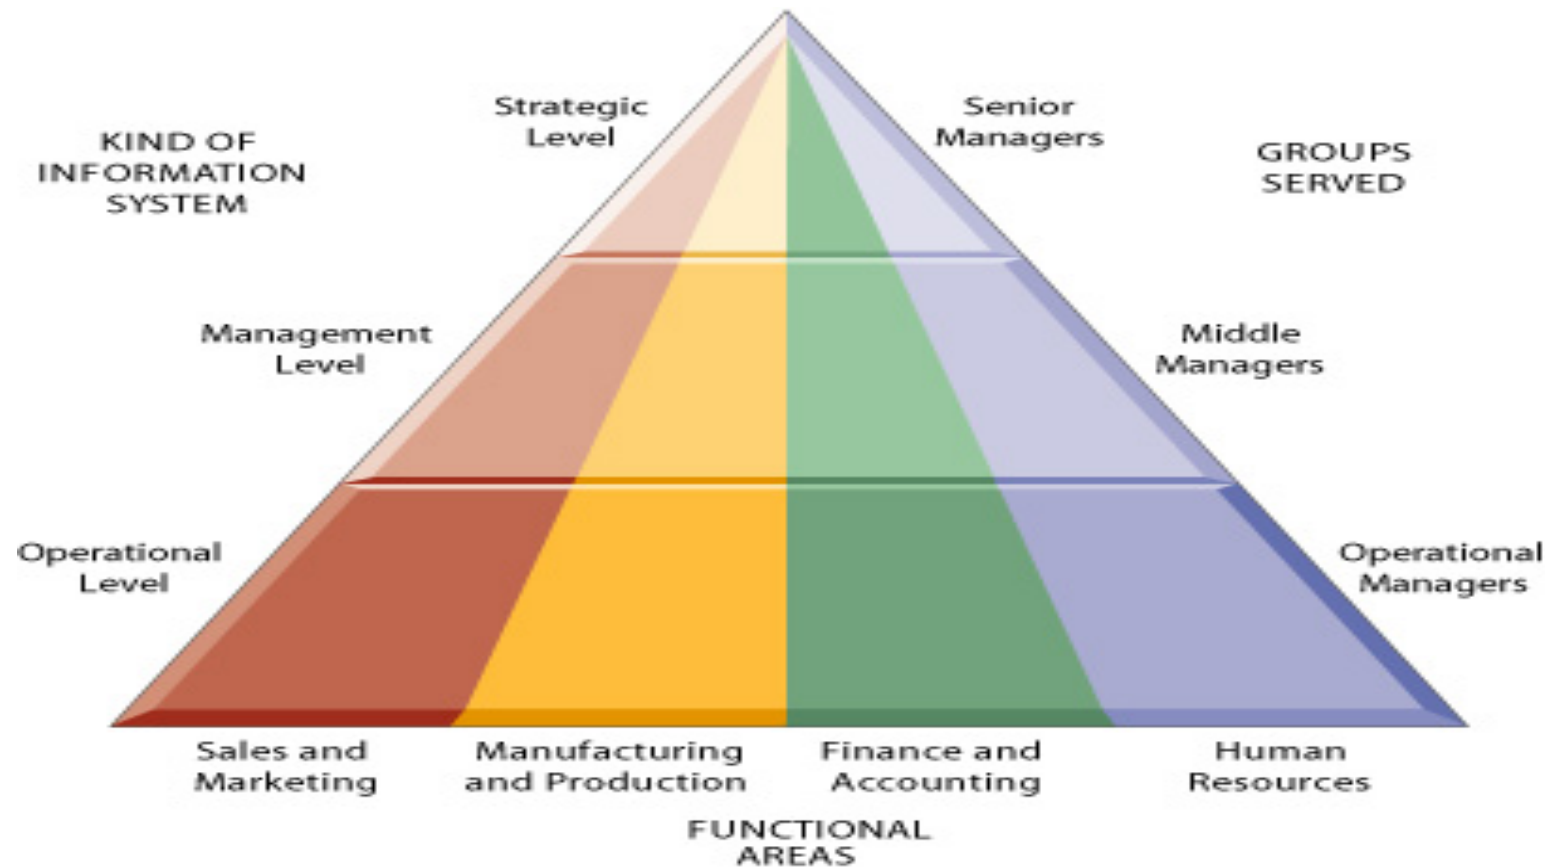 Strategic
Level
Senior
Managers
KIND OF
INFORMATION
SYSTEM
GROUPS
SERVED
Management
Level
Middle
Managers
Operational
Level
Operational
Managers
Sales and
Marketing
Manufacturing
and Production
Finance and
Accounting
Human
Resources
FUNCTIONAL
AREAS